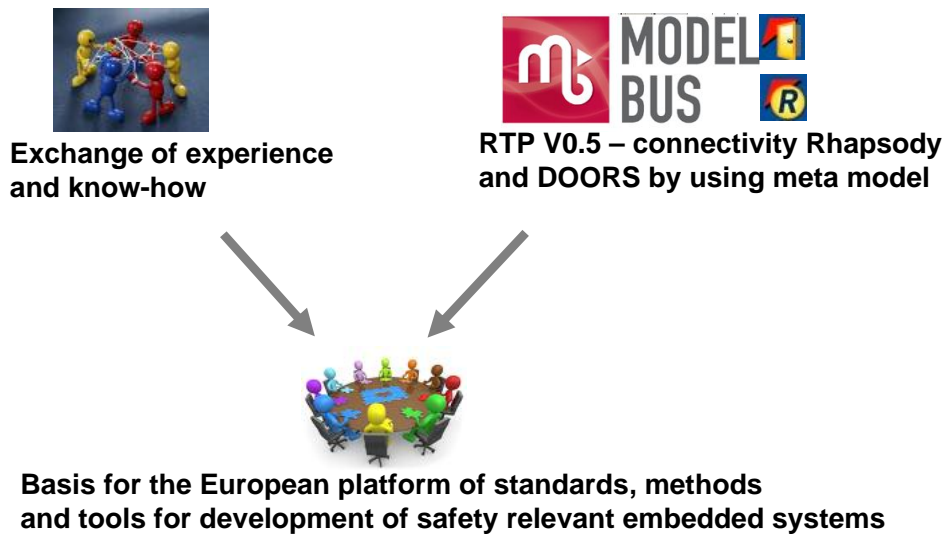 Exchange of experience
and know-how
mb
MODEL
BUS
R
RTP V0.5 – connectivity Rhapsody
and DOORS by using meta model
Basis for the European platform of standards, methods
and tools for development of safety relevant embedded systems